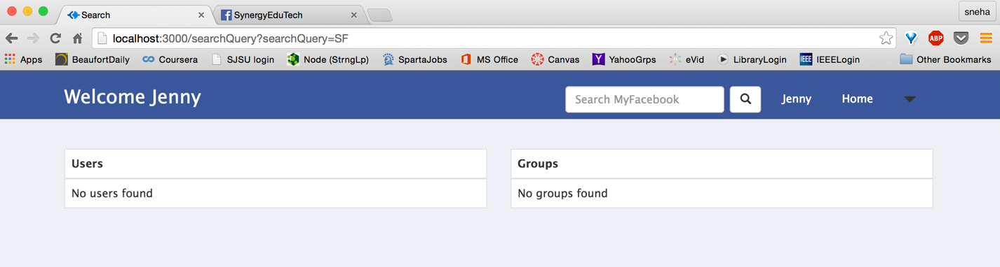 Search
SynergyEduTech
sneha
localhost:3000/searchQuery?searchQuery=SF
ABP
Apps BeaufortDaily Coursera SJSU login Node (StrngLp) SpartaJobs MS Office Canvas YahooGrps eVid LibraryLogin IEEELogin Other Bookmarks
Welcome Jenny
Search MyFacebook
Jenny
Home
Users
No users found
Groups
No groups found